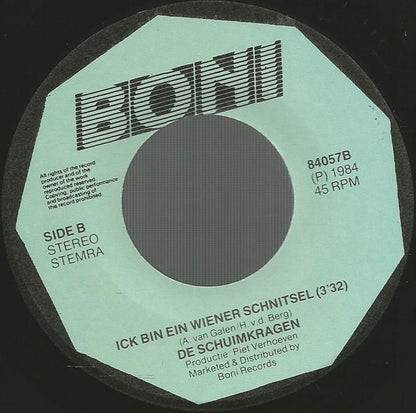 BONI
All rights of the record
producer and of the
owner of the work
reproduced reserved.
Copying, public performance
and broadcasting of
this record prohibited.
84057B
(P) 1984
45 RPM
SIDE B
STEREO
STEMRA
ICK BIN EIN WIENER SCHNITSEL (3'32)
(A. van Galen/H. v.d. Berg)
DE SCHUIMKRAGEN
Productie: Piet Verhoeven
Marketed & Distributed by
Boni Records